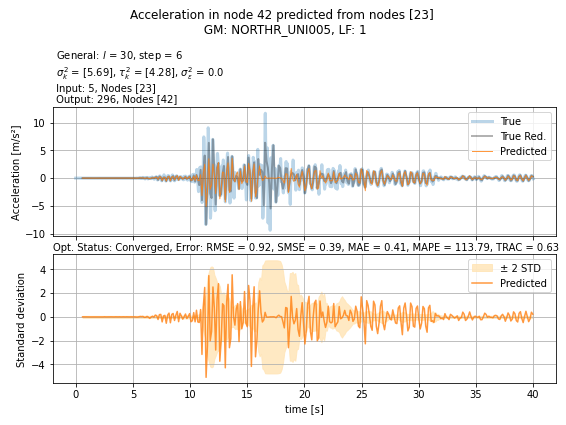 Acceleration in node 42 predicted from nodes [23]
GM: NORTHR_UNI005, LF: 1
General: l = 30, step = 6
σ²ₖ = [5.69], τ²ₖ = [4.28], σ²ε = 0.0
Input: 5, Nodes [23]
Output: 296, Nodes [42]
Acceleration [m/s²]
10
5
0
−5
−10
True
True Red.
Predicted
Opt. Status: Converged, Error: RMSE = 0.92, SMSE = 0.39, MAE = 0.41, MAPE = 113.79, TRAC = 0.63
Standard deviation
4
2
0
−2
−4
± 2 STD
Predicted
0 5 10 15 20 25 30 35 40
time [s]